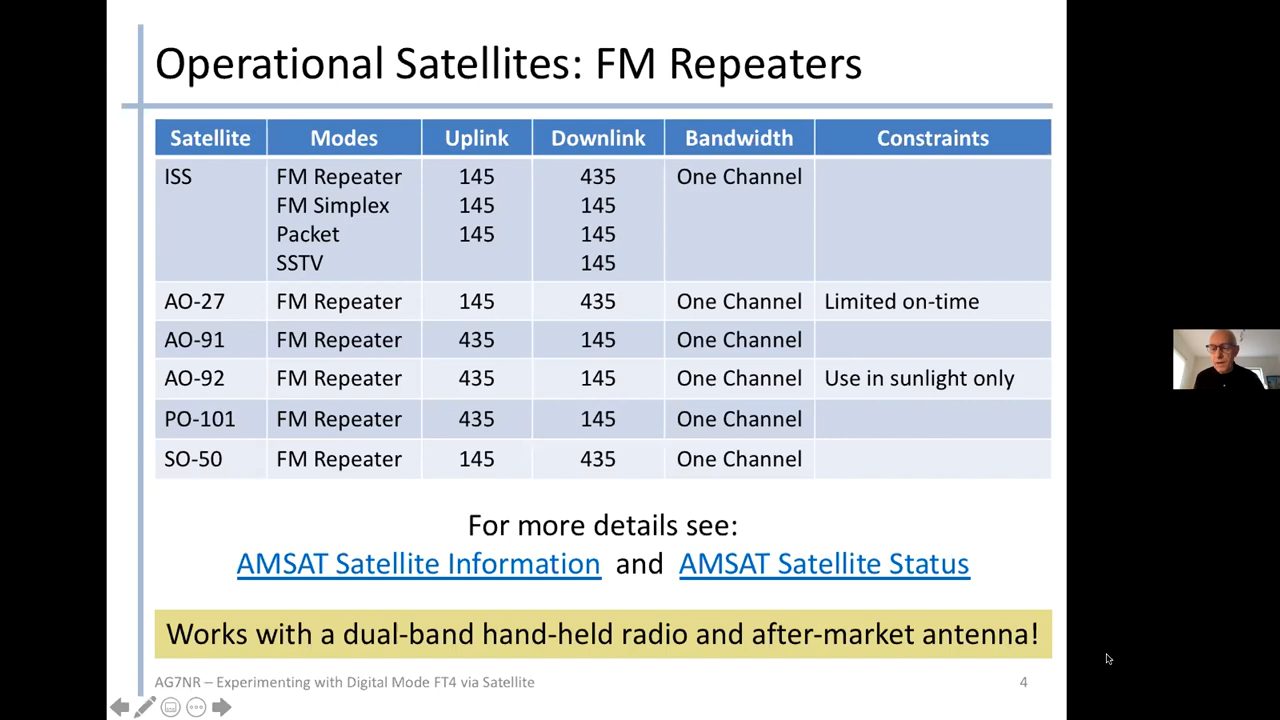 Operational Satellites: FM Repeaters
Satellite Modes Uplink Downlink Bandwidth Constraints
ISS FM Repeater 145 435 One Channel
FM Simplex 145 145
Packet 145 145
SSTV 145
AO-27 FM Repeater 145 435 One Channel Limited on-time
AO-91 FM Repeater 435 145 One Channel
AO-92 FM Repeater 435 145 One Channel Use in sunlight only
PO-101 FM Repeater 435 145 One Channel
SO-50 FM Repeater 145 435 One Channel
For more details see:
AMSAT Satellite Information and AMSAT Satellite Status
Works with a dual-band hand-held radio and after-market antenna!
AG7NR – Experimenting with Digital Mode FT4 via Satellite 4